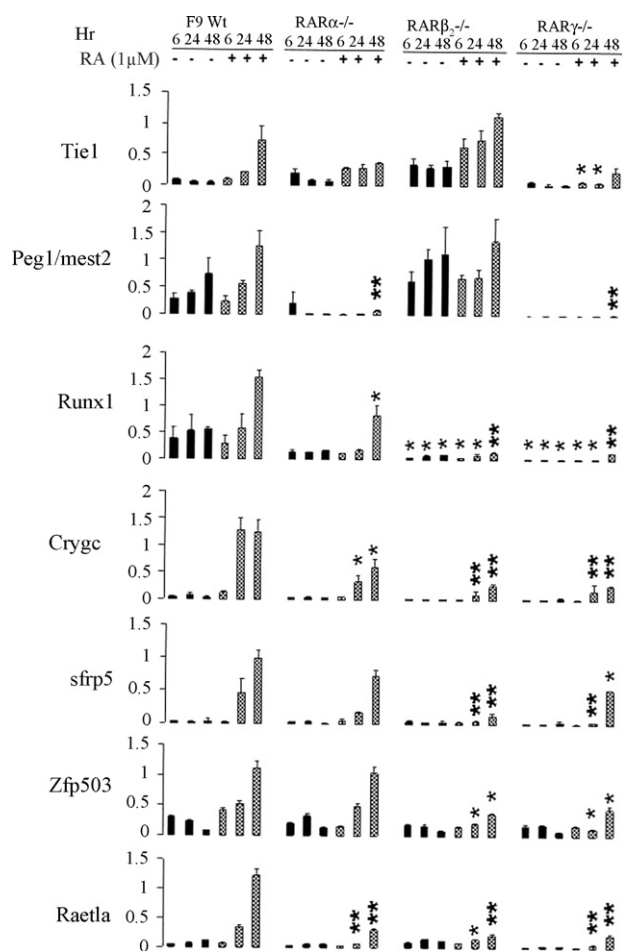 Hr F9 Wt RARα-/- RARβ₂-/- RARγ-/-
6 24 48 6 24 48 6 24 48 6 24 48 6 24 48 6 24 48 6 24 48 6 24 48
RA (1µM) - - - + + + - - - + + + - - - + + + - - - + + +
1.5
1
Tie1 0.5 * *
0
2
1.5
Peg1/mest2 1 ** **
0.5
0
2
1.5
Runx1 1 *
0.5 * * * * * ** * * * * * **
0
2
1.5
Crygc 1
0.5 * * ** ** ** **
0
1.5
1
sfrp5 0.5 ** ** ** *
0
1.5
Zfp503 1
0.5 * * * *
0
1.5
1
Raetla 0.5 ** ** * ** ** **
0